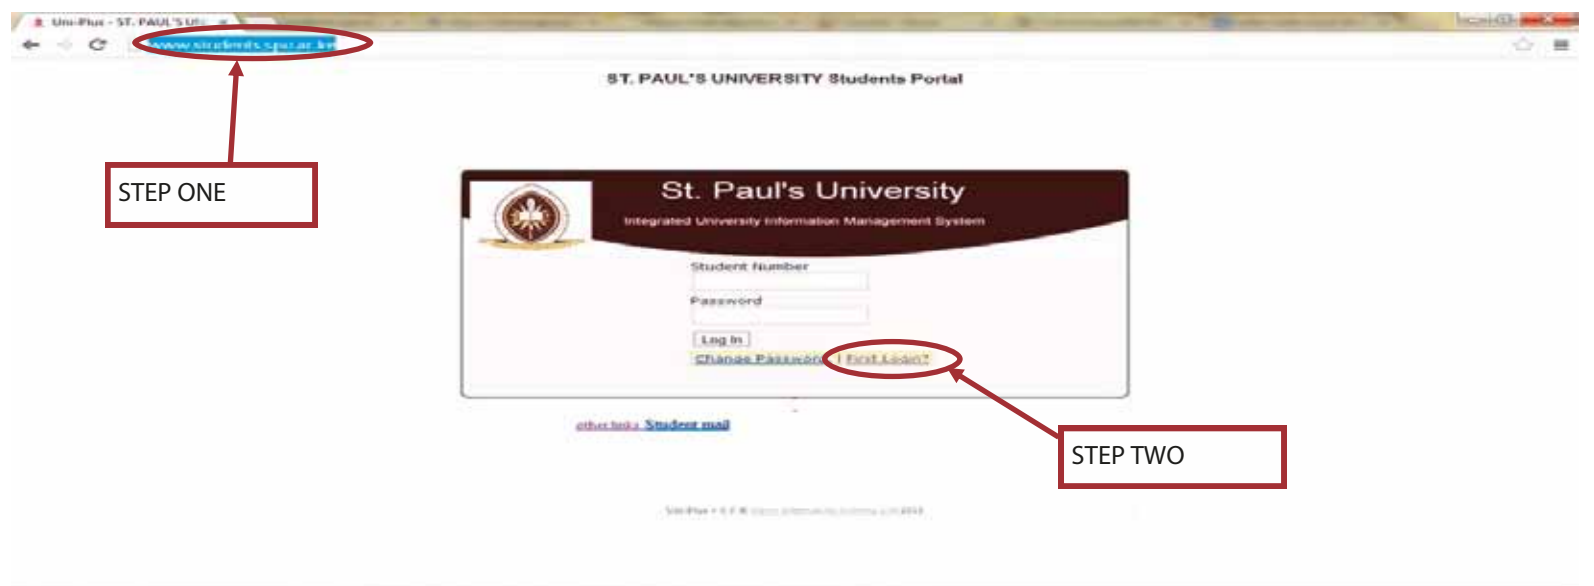 Uni-Plus - ST. PAUL'S
www.students.spu.ac.ke
ST. PAUL'S UNIVERSITY Students Portal
STEP ONE
St. Paul's University
Integrated University Information Management System
Student Number
Password
Log In
Change Password | First Login?
other links Student mail
STEP TWO
Uni-Plus